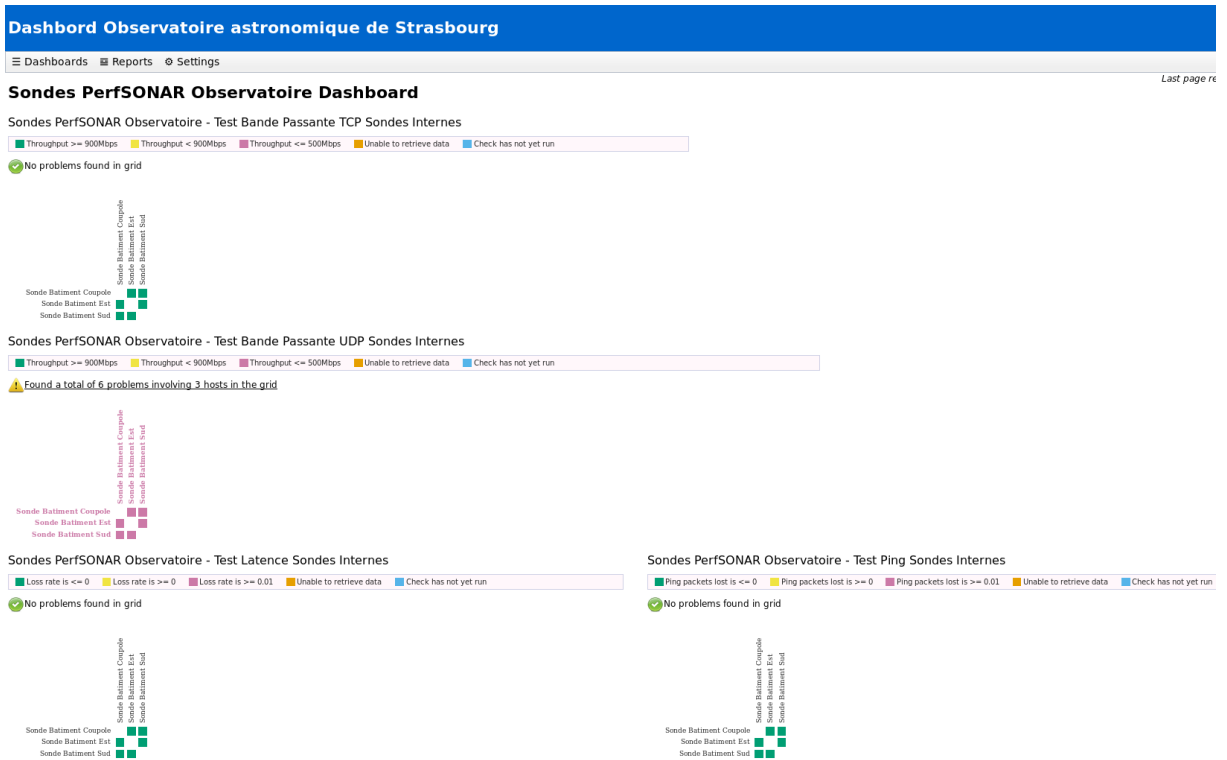 Dashbord Observatoire astronomique de Strasbourg
☰ Dashboards Reports ⚙ Settings
Last page re
Sondes PerfSONAR Observatoire Dashboard
Sondes PerfSONAR Observatoire - Test Bande Passante TCP Sondes Internes
Throughput >= 900Mbps Throughput < 900Mbps Throughput <= 500Mbps Unable to retrieve data Check has not yet run
No problems found in grid
Sonde Batiment Coupole
Sonde Batiment Est
Sonde Batiment Sud
Sonde Batiment Coupole
Sonde Batiment Est
Sonde Batiment Sud
Sondes PerfSONAR Observatoire - Test Bande Passante UDP Sondes Internes
Throughput >= 900Mbps Throughput < 900Mbps Throughput <= 500Mbps Unable to retrieve data Check has not yet run
Found a total of 6 problems involving 3 hosts in the grid
Sonde Batiment Coupole
Sonde Batiment Est
Sonde Batiment Sud
Sonde Batiment Coupole
Sonde Batiment Est
Sonde Batiment Sud
Sondes PerfSONAR Observatoire - Test Latence Sondes Internes
Loss rate is <= 0 Loss rate is >= 0 Loss rate is >= 0.01 Unable to retrieve data Check has not yet run
No problems found in grid
Sonde Batiment Coupole
Sonde Batiment Est
Sonde Batiment Sud
Sonde Batiment Coupole
Sonde Batiment Est
Sonde Batiment Sud
Sondes PerfSONAR Observatoire - Test Ping Sondes Internes
Ping packets lost is <= 0 Ping packets lost is >= 0 Ping packets lost is >= 0.01 Unable to retrieve data Check has not yet run
No problems found in grid
Sonde Batiment Coupole
Sonde Batiment Est
Sonde Batiment Sud
Sonde Batiment Coupole
Sonde Batiment Est
Sonde Batiment Sud